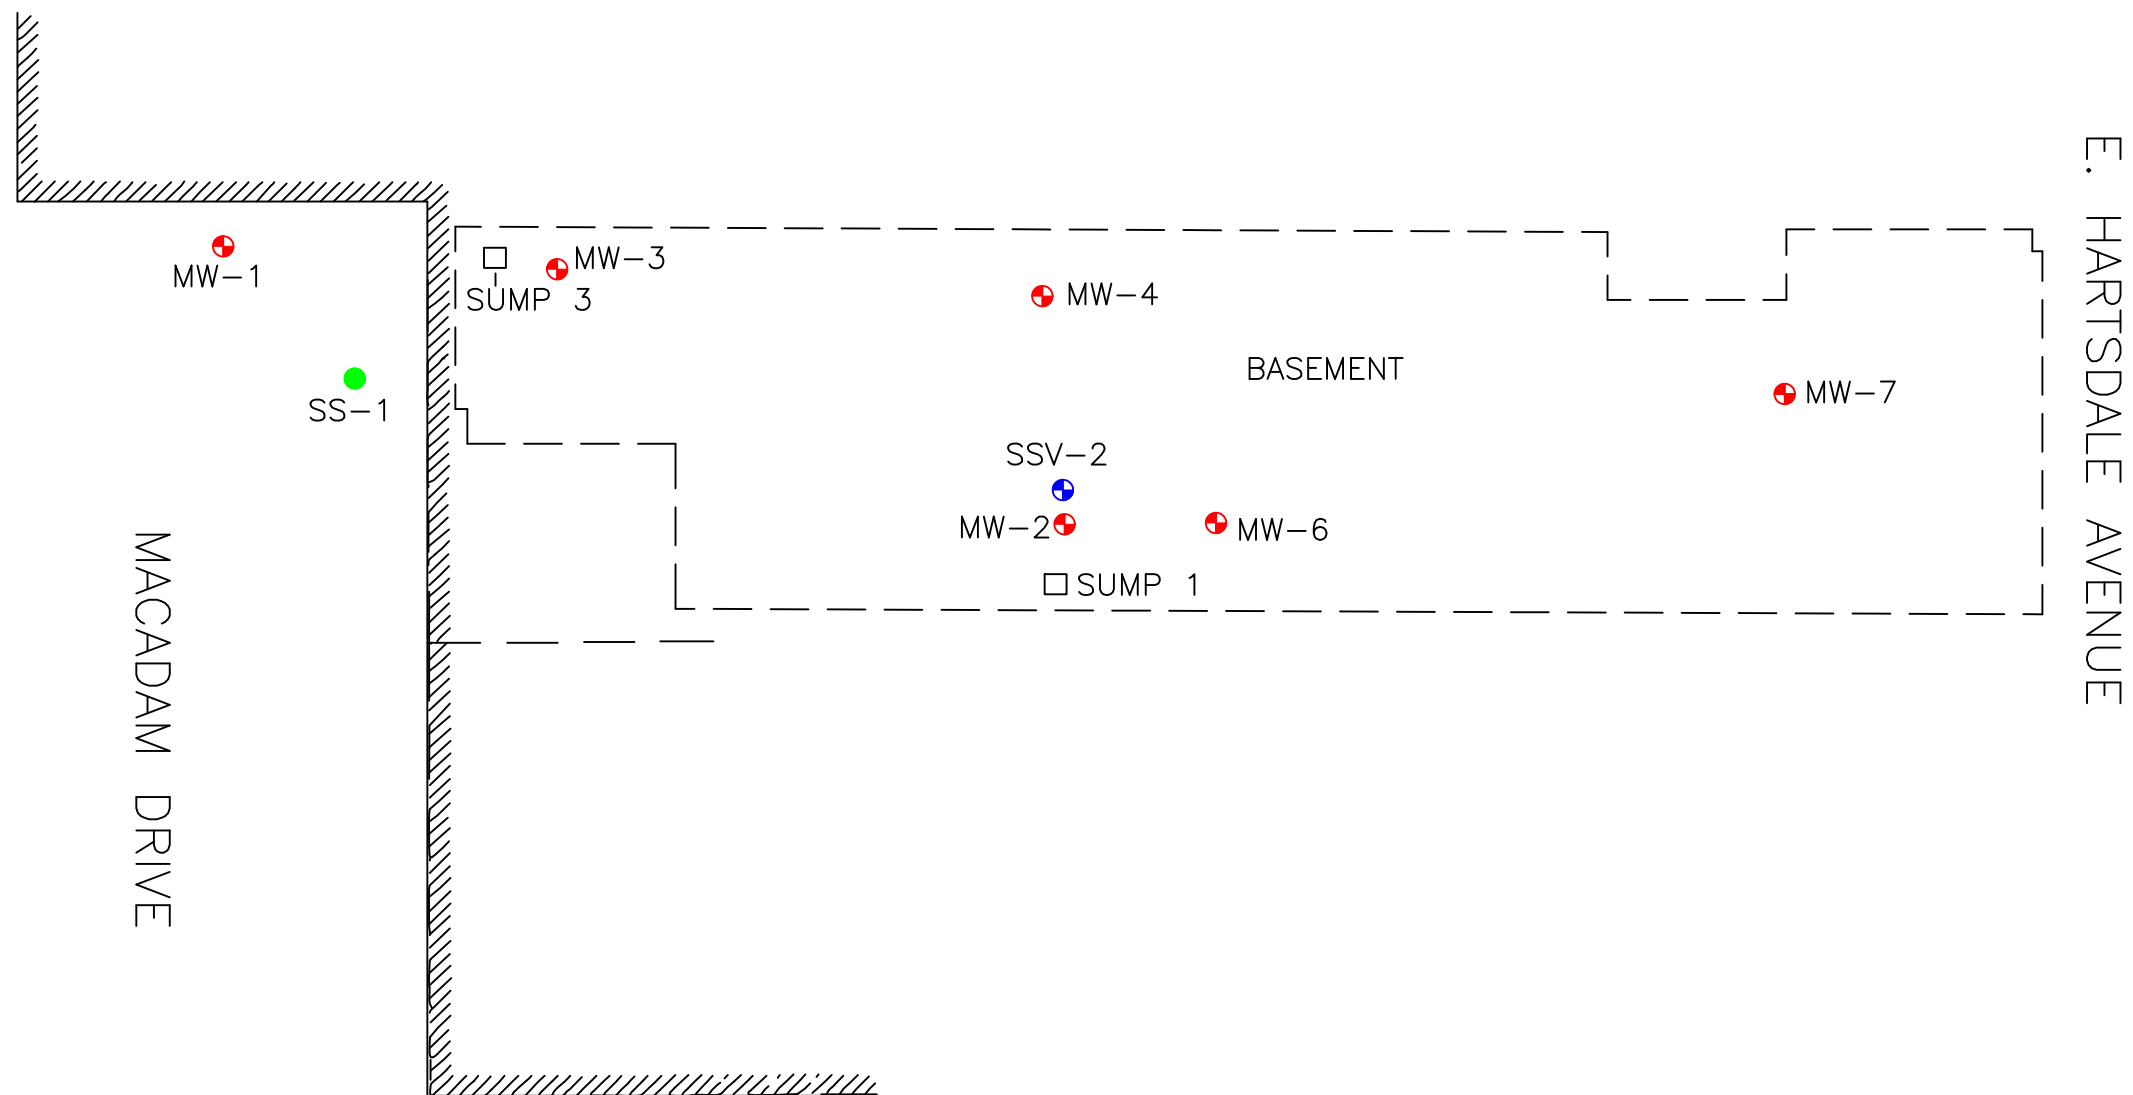 E. HARTSDALE AVENUE
MW-1
MW-3
SUMP 3
MW-4
BASEMENT
MW-7
SS-1
SSV-2
MW-2
MW-6
SUMP 1
MACADAM DRIVE